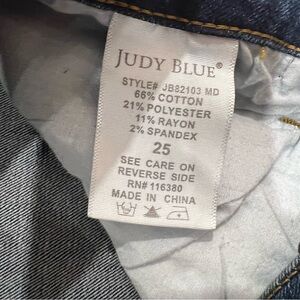 JUDY BLUE®
STYLE# JB82103 MD
66% COTTON
21% POLYESTER
11% RAYON
2% SPANDEX
25
SEE CARE ON
REVERSE SIDE
RN# 116380
MADE IN CHINA